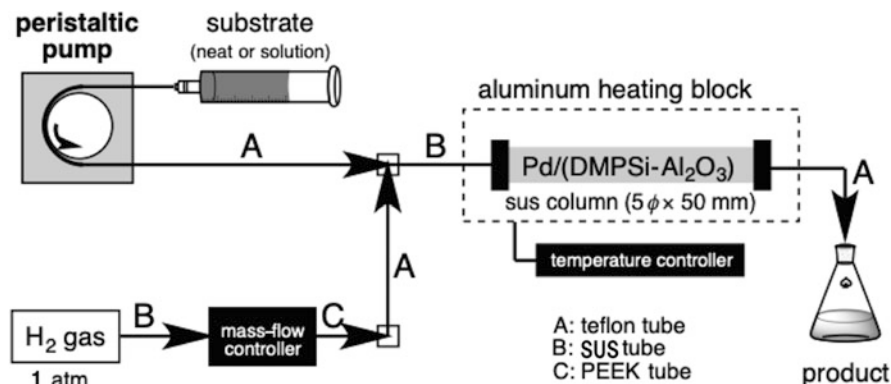 peristaltic
pump
substrate
(neat or solution)
aluminum heating block
A
B
Pd/(DMPSi-Al₂O₃)
A
sus column (5 ϕ × 50 mm)
A
temperature controller
H₂ gas
B
mass-flow
controller
C
1 atm
A: teflon tube
B: SUS tube
C: PEEK tube
product